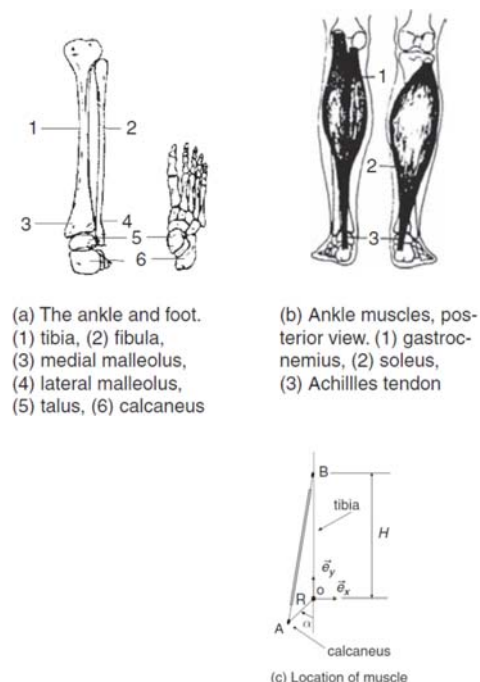 1
2
3
4
5
6
1
2
3
(a) The ankle and foot.
(1) tibia, (2) fibula,
(3) medial malleolus,
(4) lateral malleolus,
(5) talus, (6) calcaneus
(b) Ankle muscles, pos-
terior view. (1) gastroc-
nemius, (2) soleus,
(3) Achillles tendon
B
tibia
H
e⃗y
R
o
e⃗x
α
A
calcaneus
(c) Location of muscle